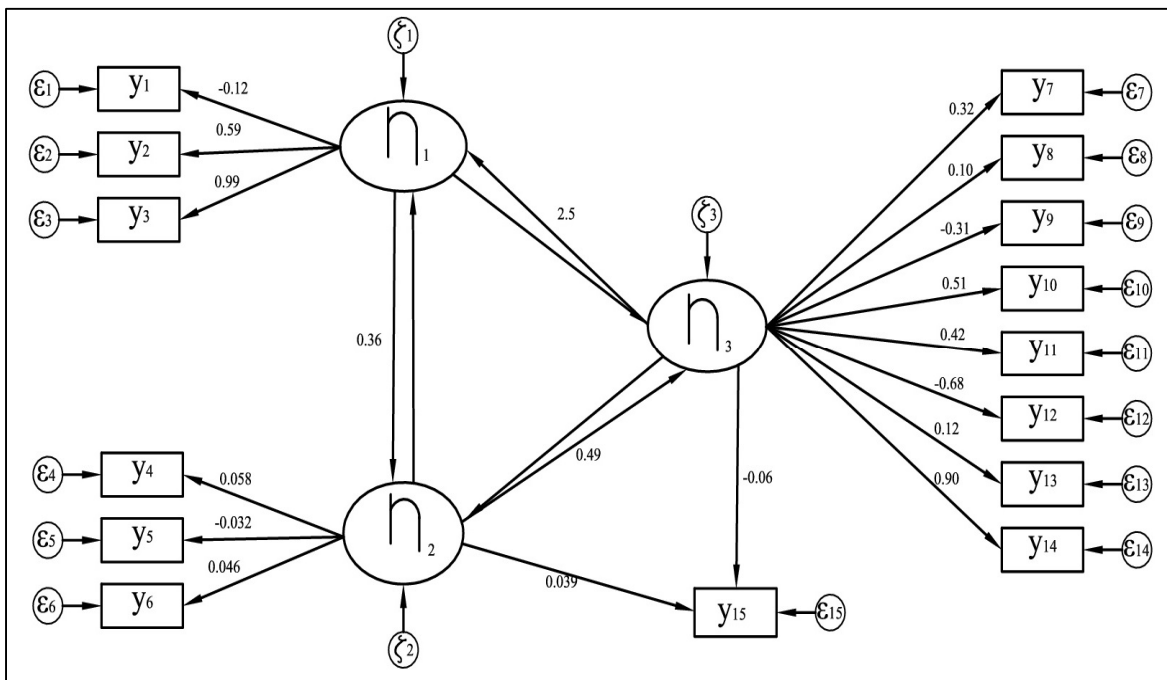 ζ1
ε1 y1 -0.12
ε2 y2 0.59
ε3 y3 0.99
η1
2.5
ζ3
η3
0.32 y7 ε7
0.10 y8 ε8
-0.31 y9 ε9
0.51 y10 ε10
0.42 y11 ε11
-0.68 y12 ε12
0.12 y13 ε13
0.90 y14 ε14
0.36
0.49
-0.06
ε4 y4 0.058
ε5 y5 -0.032
ε6 y6 0.046
η2
0.039
y15 ε15
ζ2